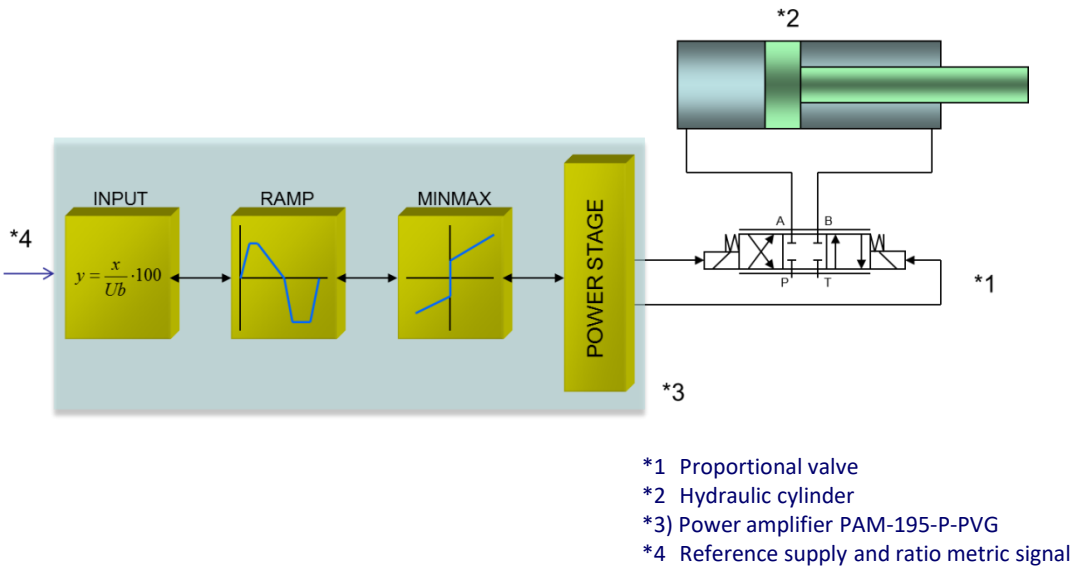 *2
INPUT RAMP MINMAX
*4
y = x/Ub · 100
POWER STAGE
A B
P T
*1
*3
*1 Proportional valve
*2 Hydraulic cylinder
*3) Power amplifier PAM-195-P-PVG
*4 Reference supply and ratio metric signal